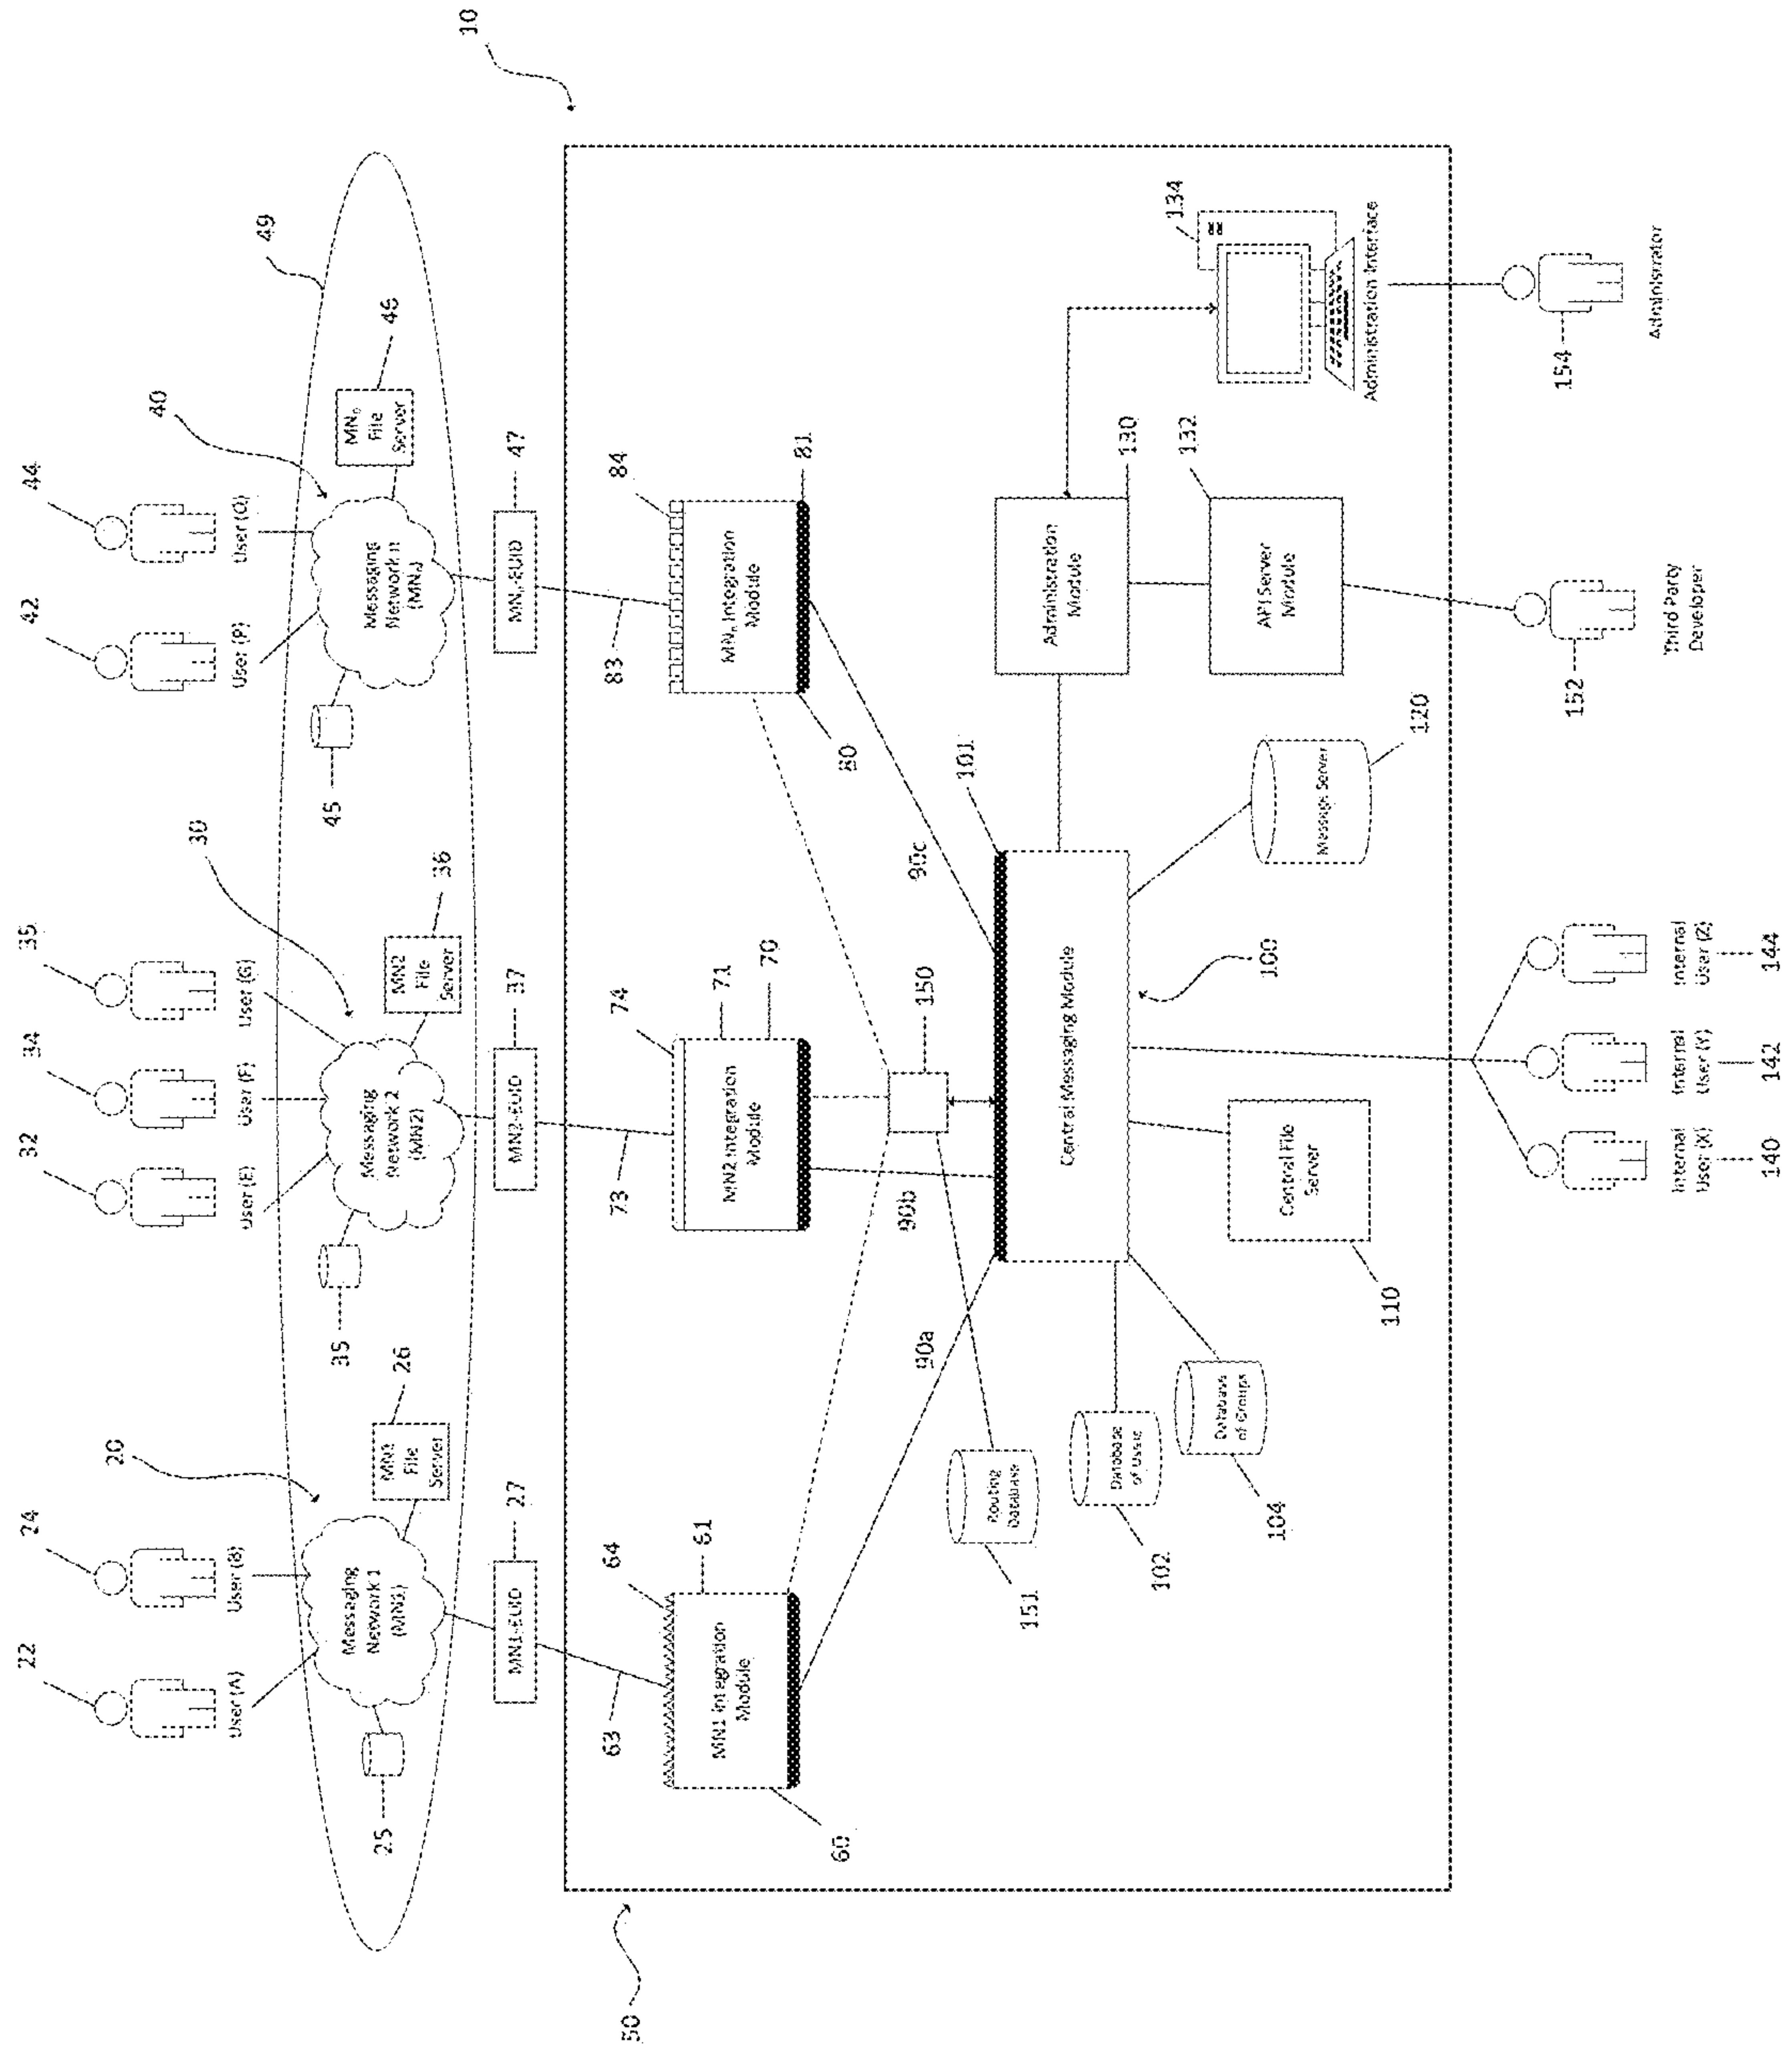 10
49
22
24
32
34
35
42
44
User (A)
User (B)
User (E)
User (F)
User (G)
User (P)
User (Q)
20
30
40
Messaging
Network 1
(MN1)
Messaging
Network 2
(MN2)
Messaging
Network n
(MNn)
25
35
45
MN1
File
Server
26
MN2
File
Server
36
MNn
File
Server
46
MN1-EUID
27
MN2-EUID
37
MNn-EUID
47
50
63
73
83
64
74
84
MN1 Integration
Module
61
60
MN2 Integration
Module
71
70
MNn Integration
Module
81
80
90a
90b
90c
150
101
Routing
Database
151
Central Messaging Module
100
Database
of Users
102
Database
of Groups
104
Central File
Server
110
Message Server
120
Administration
Module
130
API Server
Module
132
134
Administration Interface
Internal
User (X)
140
Internal
User (Y)
142
Internal
User (Z)
144
152
Third Party
Developer
154
Administrator